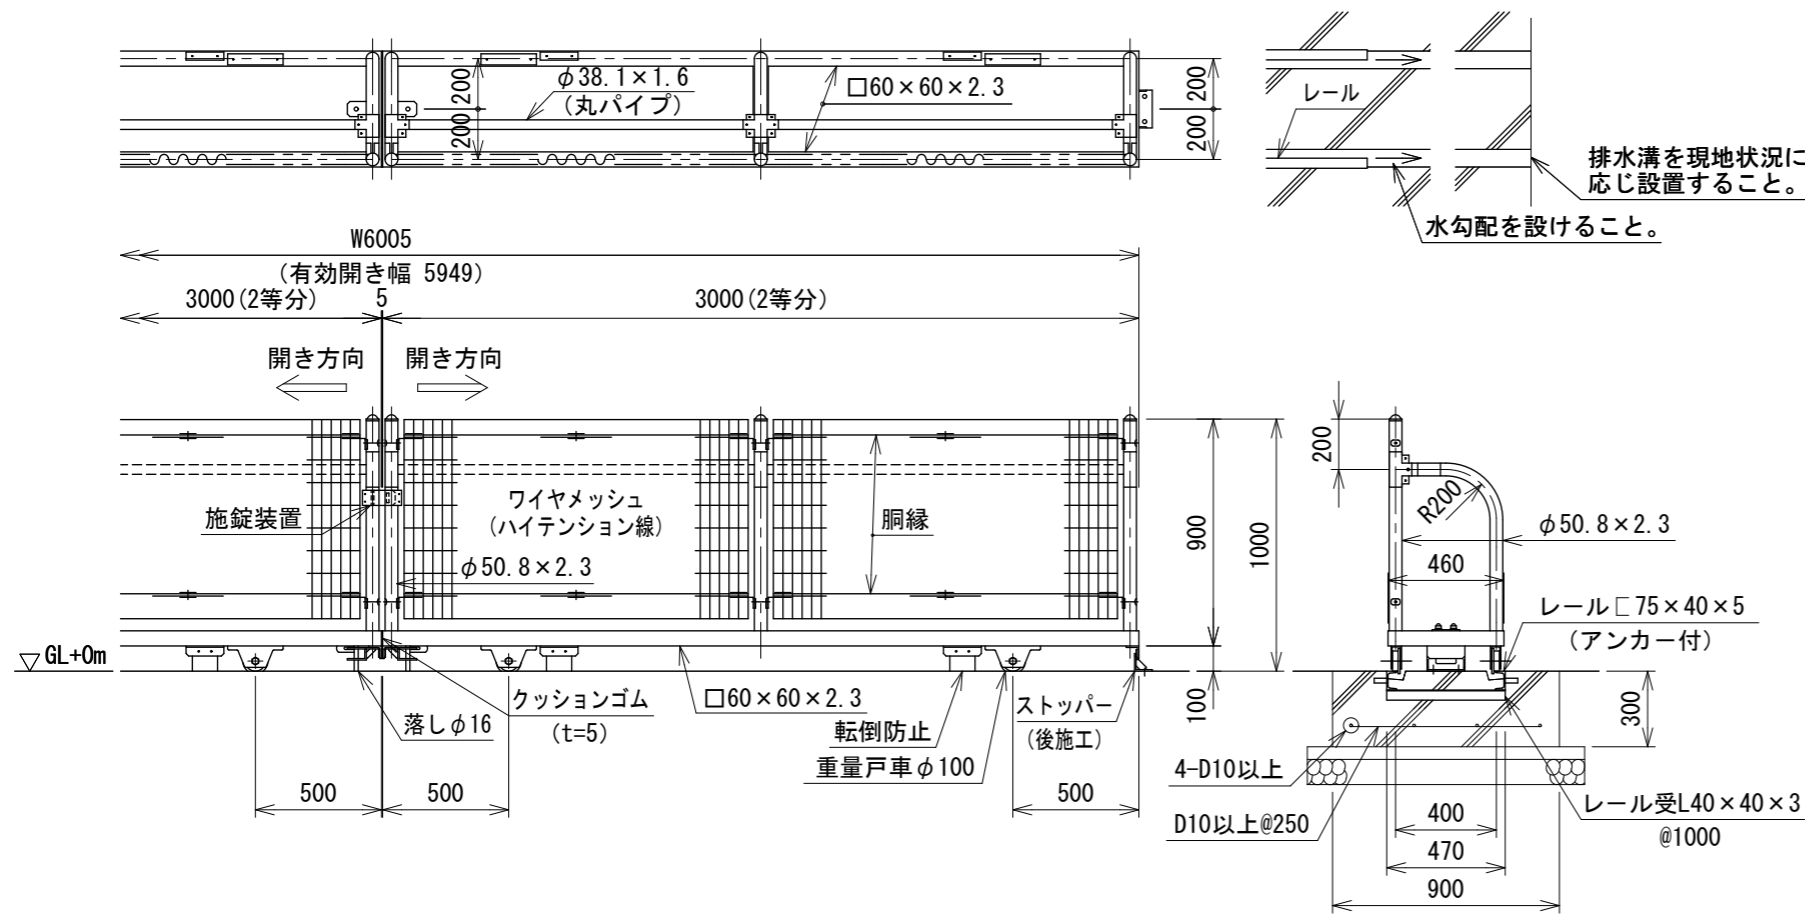 φ38.1×1.6
(丸パイプ)
□60×60×2.3
200
200
200
200
レール
排水溝を現地状況に
応じ設置すること。
水勾配を設けること。
W6005
(有効開き幅 5949)
3000(2等分)
5
3000(2等分)
開き方向
開き方向
施錠装置
ワイヤメッシュ
(ハイテンション線)
胴縁
φ50.8×2.3
900
1000
100
200
R200
φ50.8×2.3
460
レール⊏75×40×5
(アンカー付)
▽GL+0m
落しφ16
クッションゴム
(t=5)
□60×60×2.3
転倒防止
重量戸車φ100
ストッパー
(後施工)
500
500
500
300
4-D10以上
D10以上@250
レール受L40×40×3
@1000
400
470
900